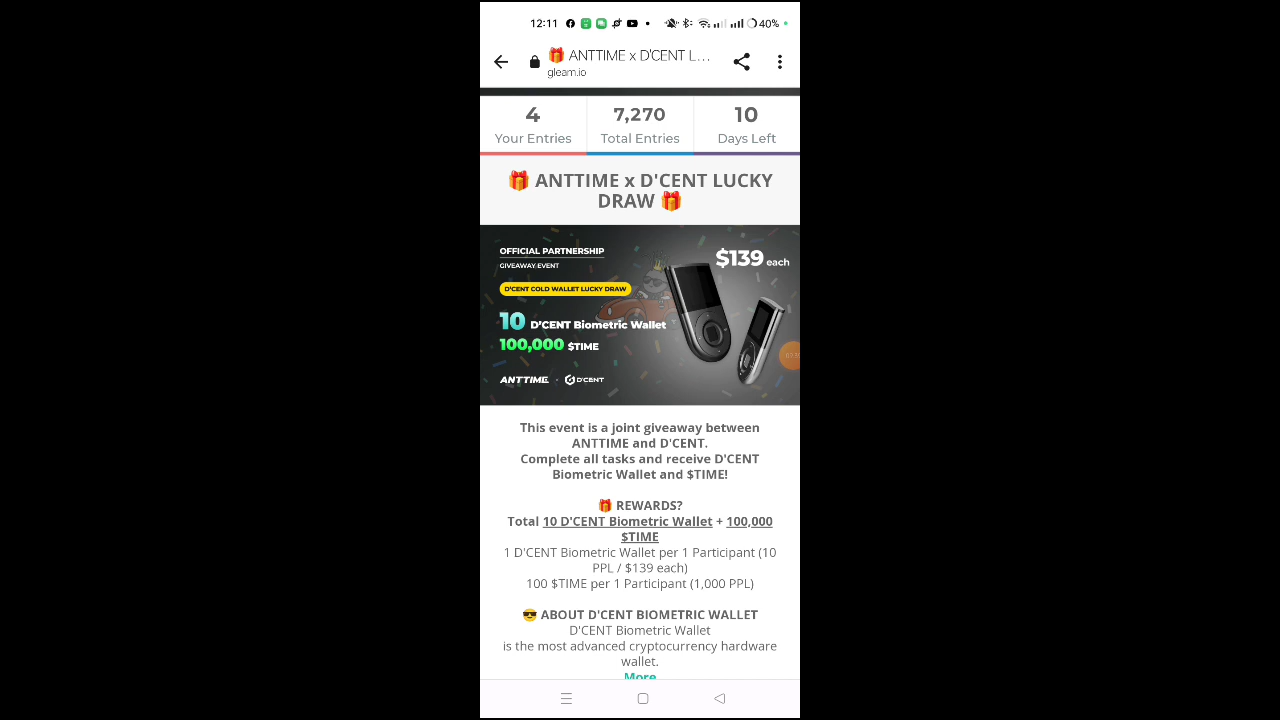 12:11
40%
🎁 ANTTIME x D'CENT L...
gleam.io
4
Your Entries
7,270
Total Entries
10
Days Left
🎁 ANTTIME x D'CENT LUCKY
DRAW 🎁
OFFICIAL PARTNERSHIP
GIVEAWAY EVENT
$139 each
D'CENT COLD WALLET LUCKY DRAW
10 D'CENT Biometric Wallet
100,000 $TIME
ANTTIME · D'CENT
This event is a joint giveaway between
ANTTIME and D'CENT.
Complete all tasks and receive D'CENT
Biometric Wallet and $TIME!
🎁 REWARDS?
Total 10 D'CENT Biometric Wallet + 100,000
$TIME
1 D'CENT Biometric Wallet per 1 Participant (10
PPL / $139 each)
100 $TIME per 1 Participant (1,000 PPL)
😎 ABOUT D'CENT BIOMETRIC WALLET
D'CENT Biometric Wallet
is the most advanced cryptocurrency hardware
wallet.
More